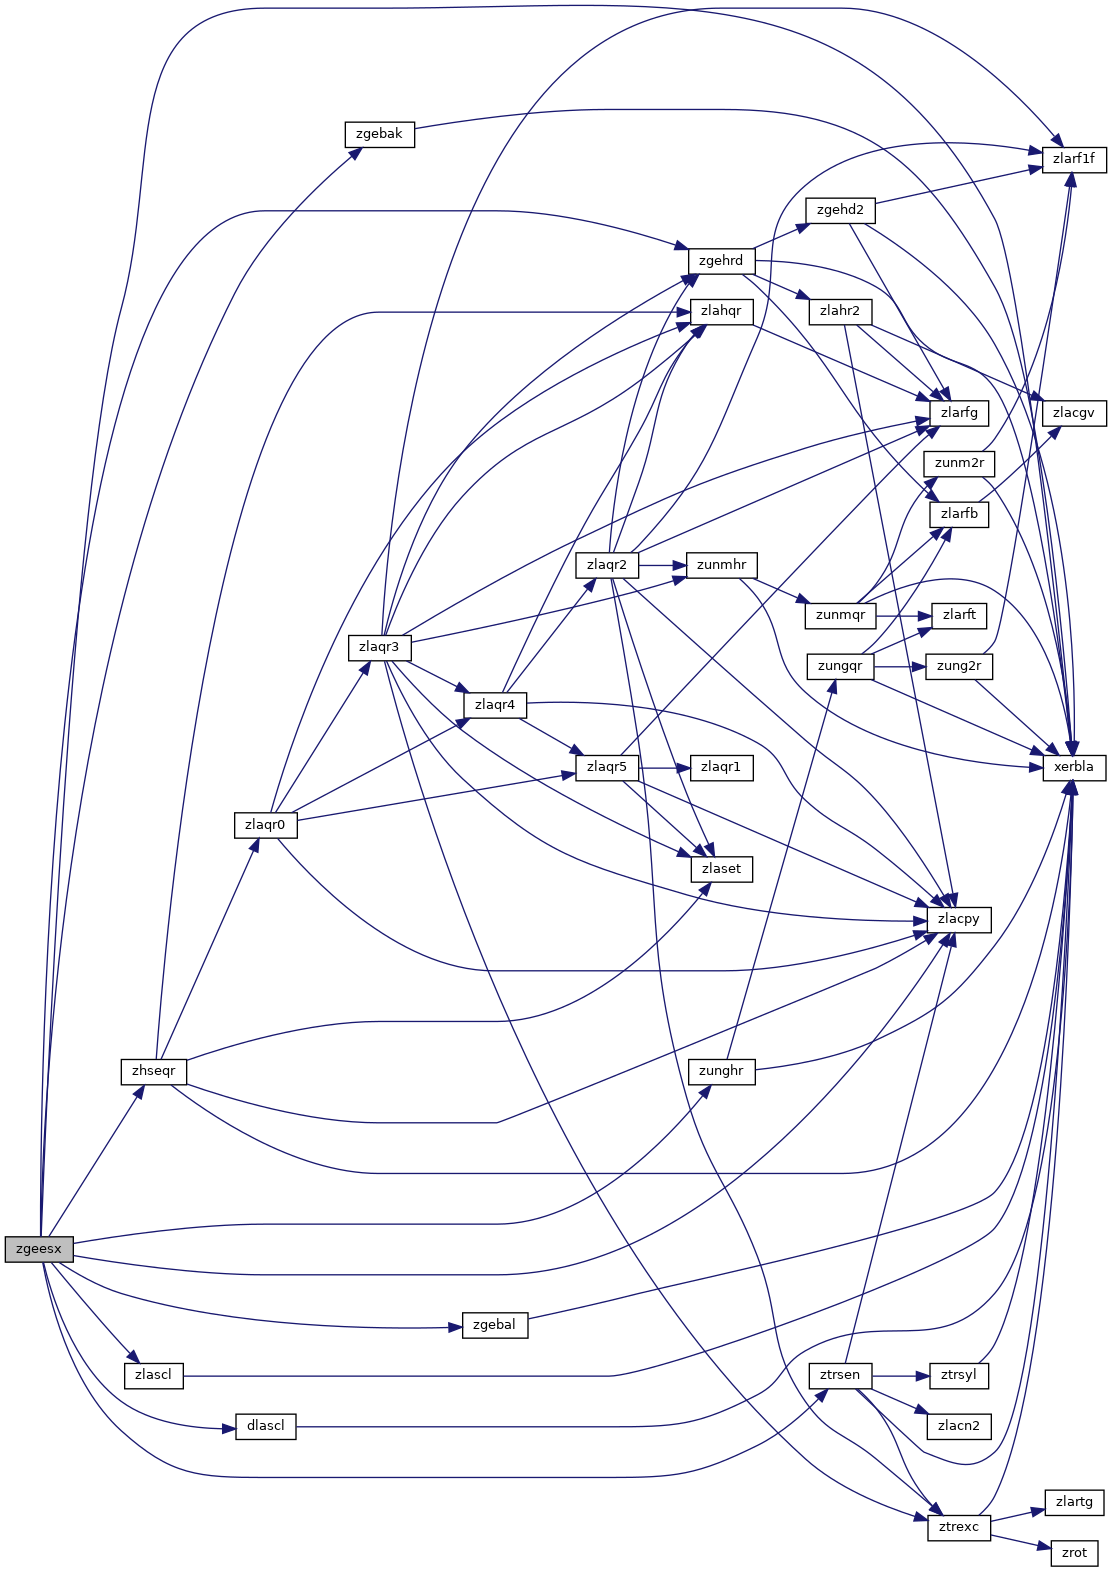 zgebak
zlarf1f
zgehd2
zgehrd
zlahqr
zlahr2
zlarfg
zlacgv
zunm2r
zlarfb
zlaqr2
zunmhr
zunmqr
zlarft
zlaqr3
zungqr
zung2r
zlaqr4
zlaqr5
zlaqr1
xerbla
zlaqr0
zlaset
zlacpy
zhseqr
zunghr
zgeesx
zgebal
zlascl
ztrsen
ztrsyl
dlascl
zlacn2
zlartg
ztrexc
zrot